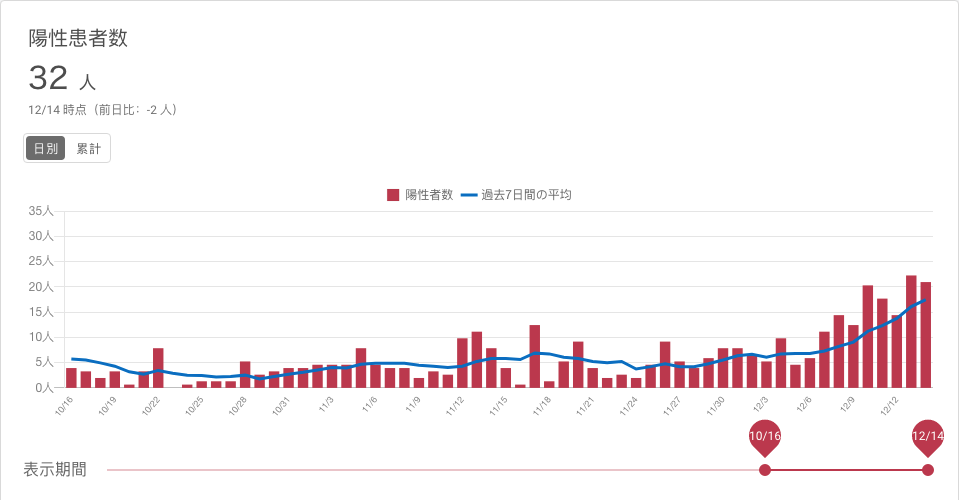 陽性患者数
32 人
12/14 時点（前日比：-2 人）
日別 累計
陽性者数 過去7日間の平均
35人
30人
25人
20人
15人
10人
5人
0人
10/16 10/19 10/22 10/25 10/28 10/31 11/3 11/6 11/9 11/12 11/15 11/18 11/21 11/24 11/27 11/30 12/3 12/6 12/9 12/12
10/16 12/14
表示期間